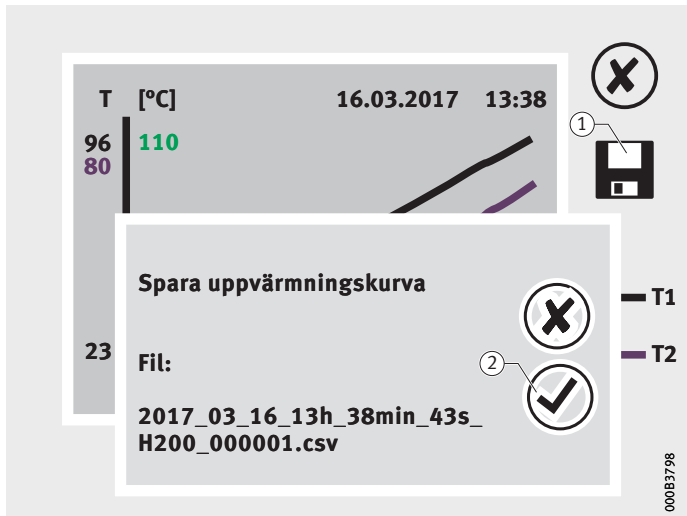 T [°C] 16.03.2017 13:38
96 110
80
1
Spara uppvärmningskurva
T1
23
T2
Fil:
2
2017_03_16_13h_38min_43s_
H200_000001.csv
000B3798